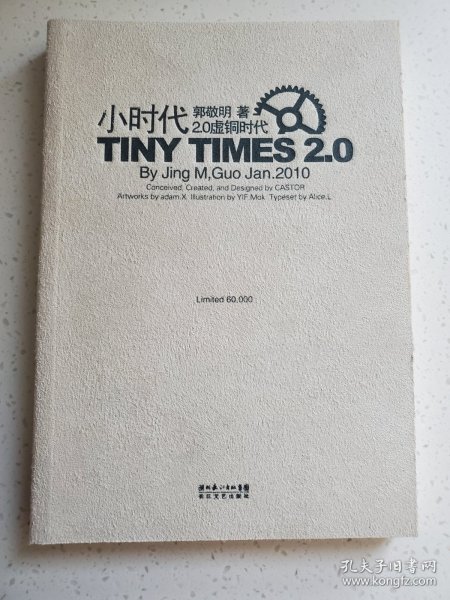 小时代 郭敬明 著
2.0虚铜时代
TINY TIMES 2.0
By Jing M,Guo Jan.2010
Conceived, Created, and Designed by CASTOR
Artworks by adam.X. Illustration by YIF.Mok Typeset by Alice.L
Limited 60,000
长江文艺出版社
孔夫子旧书网
www.kongfz.com